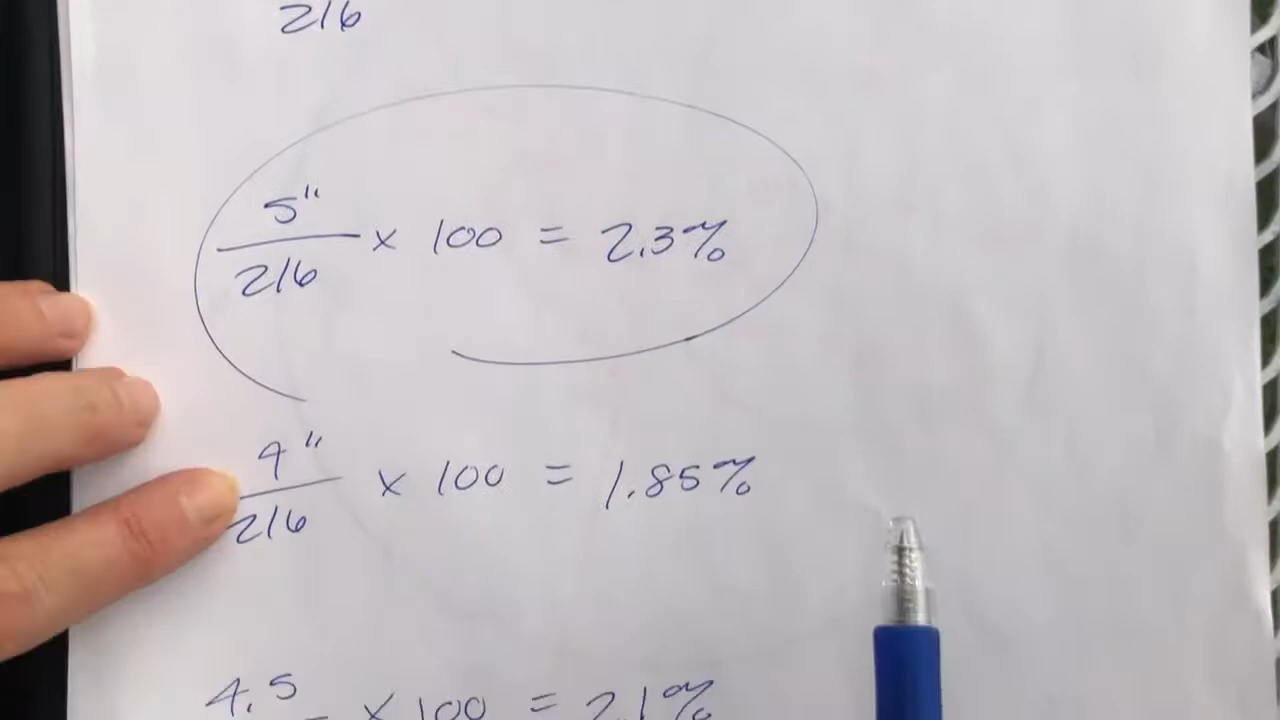 216
5"
216 x 100 = 2.3%
4"
216 x 100 = 1.85%
4.5
x 100 = 2.1%